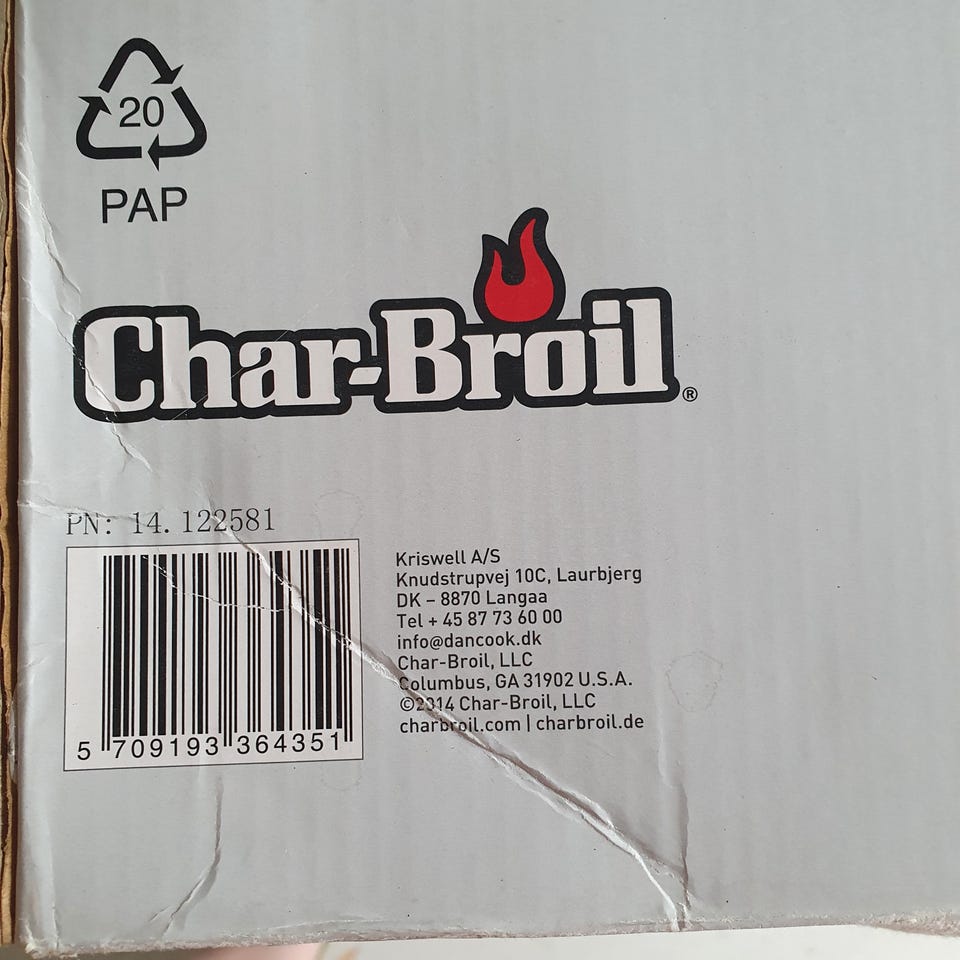 20
PAP
Char-Broil®
PN: 14.122581
5 709193 364351
Kriswell A/S
Knudstrupvej 10C, Laurbjerg
DK – 8870 Langaa
Tel + 45 87 73 60 00
info@dancook.dk
Char-Broil, LLC
Columbus, GA 31902 U.S.A.
©2314 Char-Broil, LLC
charbroil.com | charbroil.de